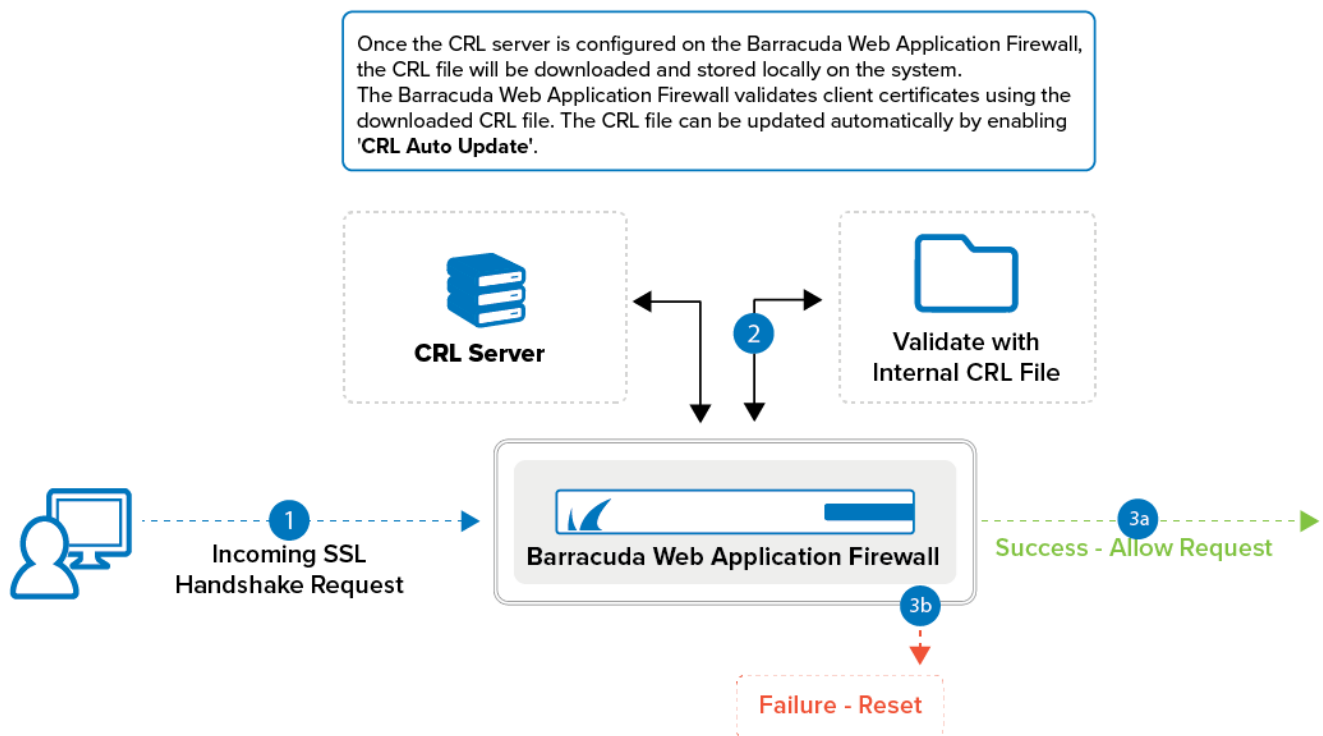 Once the CRL server is configured on the Barracuda Web Application Firewall,
the CRL file will be downloaded and stored locally on the system.
The Barracuda Web Application Firewall validates client certificates using the
downloaded CRL file. The CRL file can be updated automatically by enabling
'CRL Auto Update'.
CRL Server
2
Validate with
Internal CRL File
1
Incoming SSL
Handshake Request
Barracuda Web Application Firewall
3a
Success - Allow Request
3b
Failure - Reset